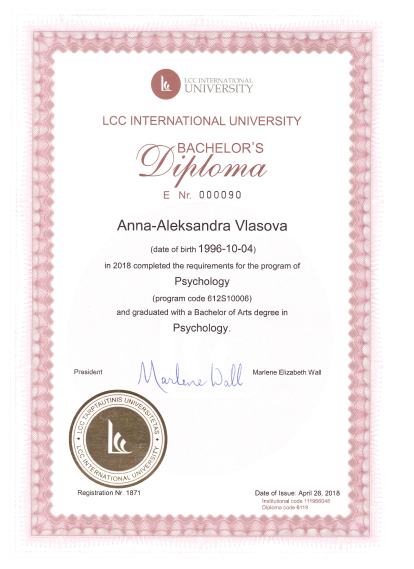 LCC INTERNATIONAL
UNIVERSITY
LCC INTERNATIONAL UNIVERSITY
BACHELOR'S
Diploma
E Nr. 000090
Anna-Aleksandra Vlasova
(date of birth 1996-10-04)
in 2018 completed the requirements for the program of
Psychology
(program code 612S10006)
and graduated with a Bachelor of Arts degree in
Psychology.
President Marlene Wall Marlene Elizabeth Wall
LCC TARPTAUTINIS UNIVERSITETAS
LCC INTERNATIONAL UNIVERSITY
Registration Nr. 1871
Date of Issue: April 28, 2018
Institutional code 111966048
Diploma code 6119